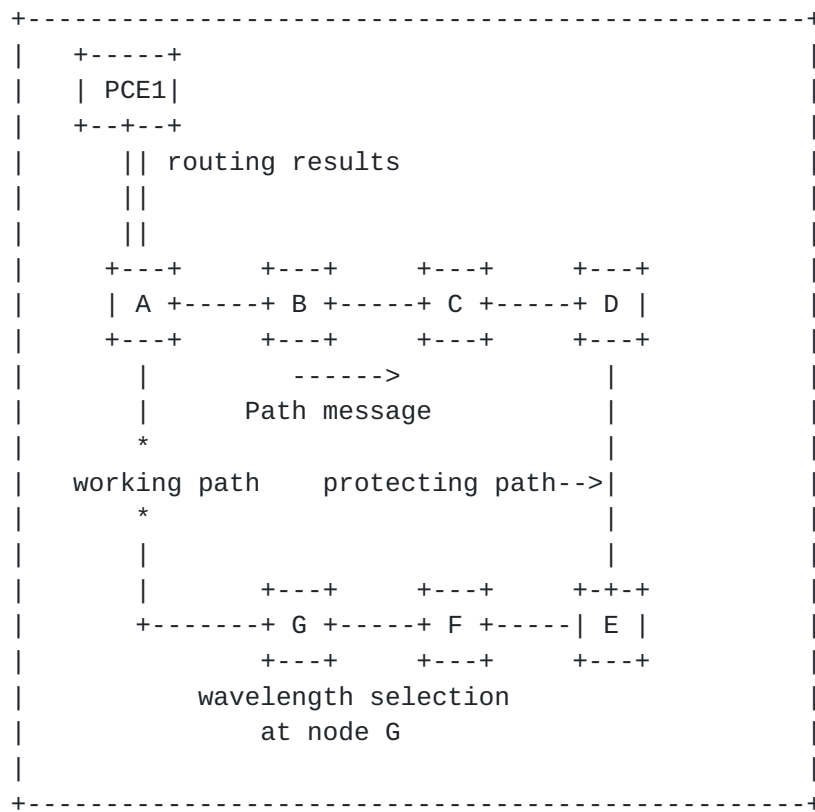 PCE1
routing results
A B C D
------>
Path message
*
working path protecting path-->
*
G F E
wavelength selection
at node G